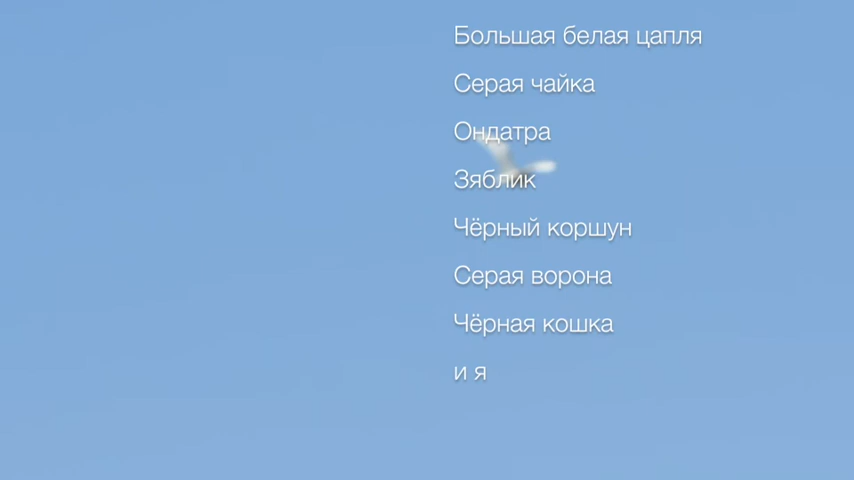 Большая белая цапля
Серая чайка
Ондатра
Зяблик
Чёрный коршун
Серая ворона
Чёрная кошка
и я